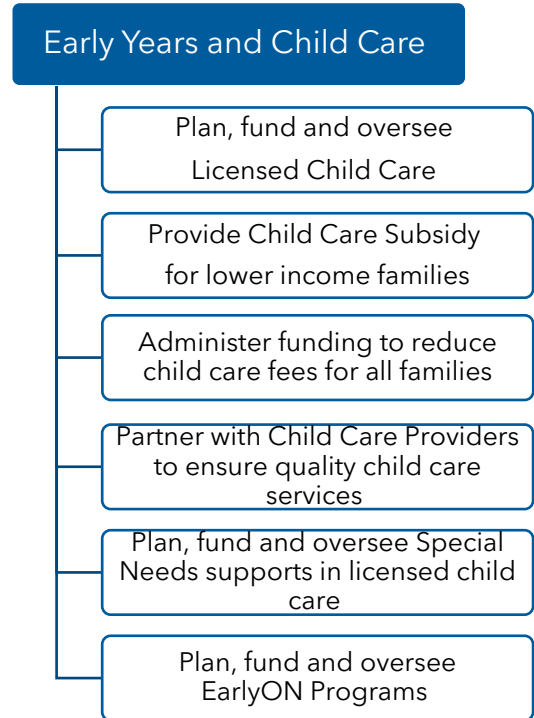 Early Years and Child Care
Plan, fund and oversee
Licensed Child Care
Provide Child Care Subsidy
for lower income families
Administer funding to reduce
child care fees for all families
Partner with Child Care Providers
to ensure quality child care
services
Plan, fund and oversee Special
Needs supports in licensed child
care
Plan, fund and oversee
EarlyON Programs